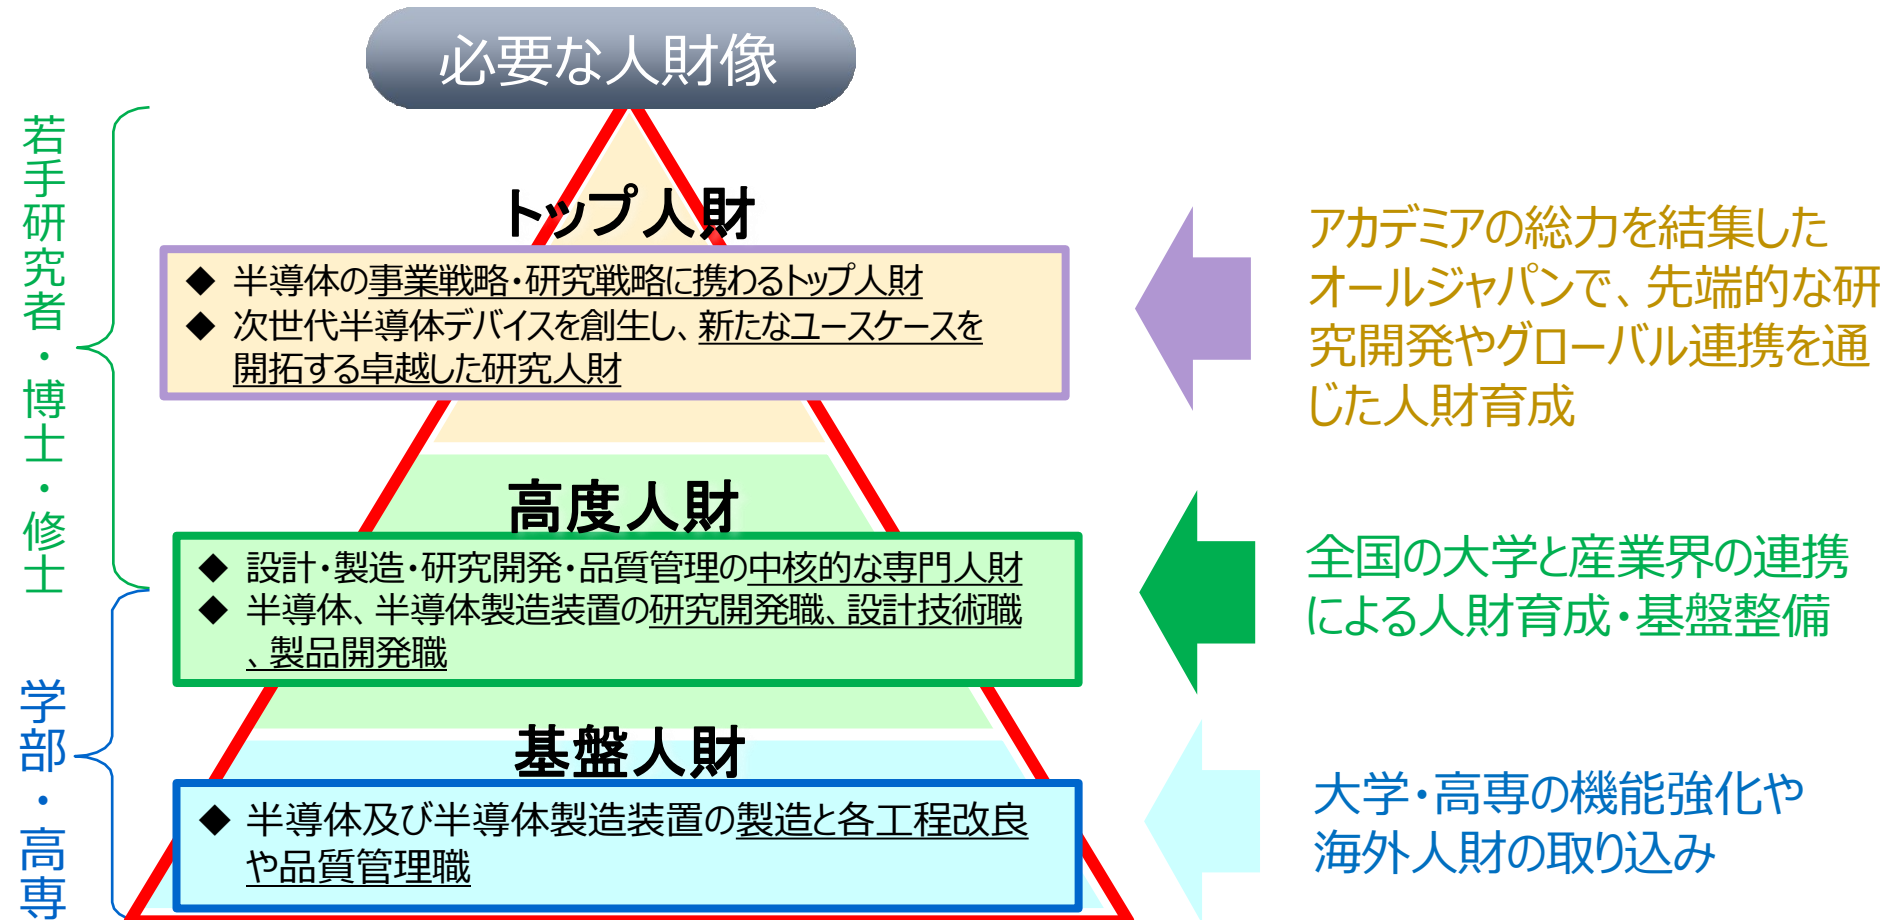 必要な人財像
若手研究者・博士・修士
学部・高専
トップ人財
◆ 半導体の事業戦略・研究戦略に携わるトップ人財
◆ 次世代半導体デバイスを創生し、新たなユースケースを
開拓する卓越した研究人財
アカデミアの総力を結集した
オールジャパンで、先端的な研
究開発やグローバル連携を通
じた人財育成
高度人財
◆ 設計・製造・研究開発・品質管理の中核的な専門人財
◆ 半導体、半導体製造装置の研究開発職、設計技術職
、製品開発職
全国の大学と産業界の連携
による人財育成・基盤整備
基盤人財
◆ 半導体及び半導体製造装置の製造と各工程改良
や品質管理職
大学・高専の機能強化や
海外人財の取り込み